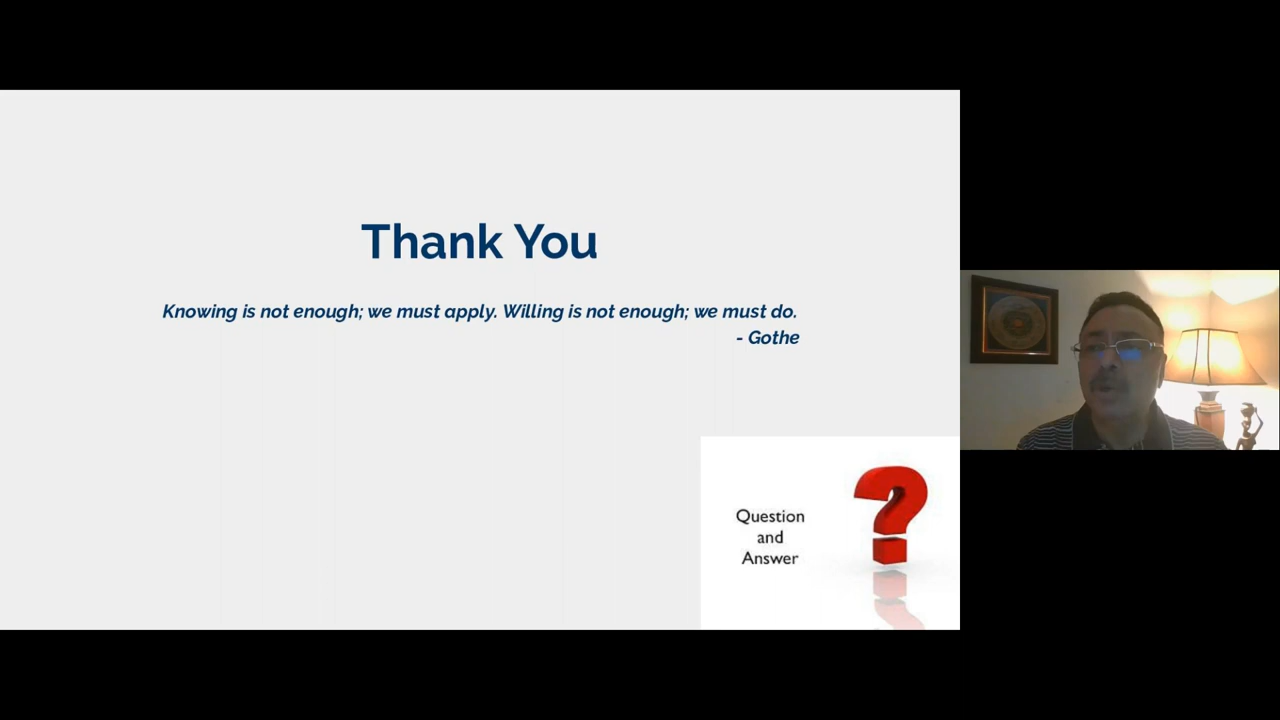 Thank You
Knowing is not enough; we must apply. Willing is not enough; we must do.
- Gothe
Question
and
Answer